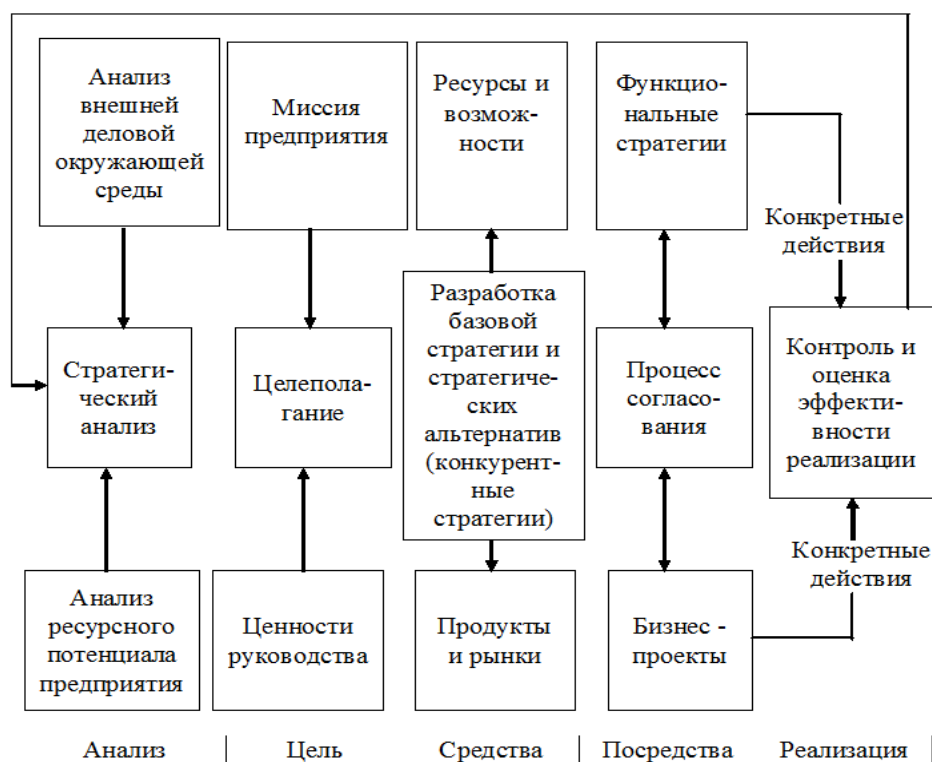 Анализ
внешней
деловой
окружающей
среды
Миссия
предприятия
Ресурсы и
возмож-
ности
Функцио-
нальные
стратегии
Конкретные
действия
Стратеги-
ческий
анализ
Целепола-
гание
Разработка
базовой
стратегии и
стратегиче-
ских
альтернатив
(конкурент-
ные
стратегии)
Процесс
согласо-
вания
Контроль и
оценка
эффекти-
вности
реализации
Конкретные
действия
Анализ
ресурсного
потенциала
предприятия
Ценности
руководства
Продукты
и рынки
Бизнес -
проекты
Анализ
Цель
Средства
Посредства
Реализация